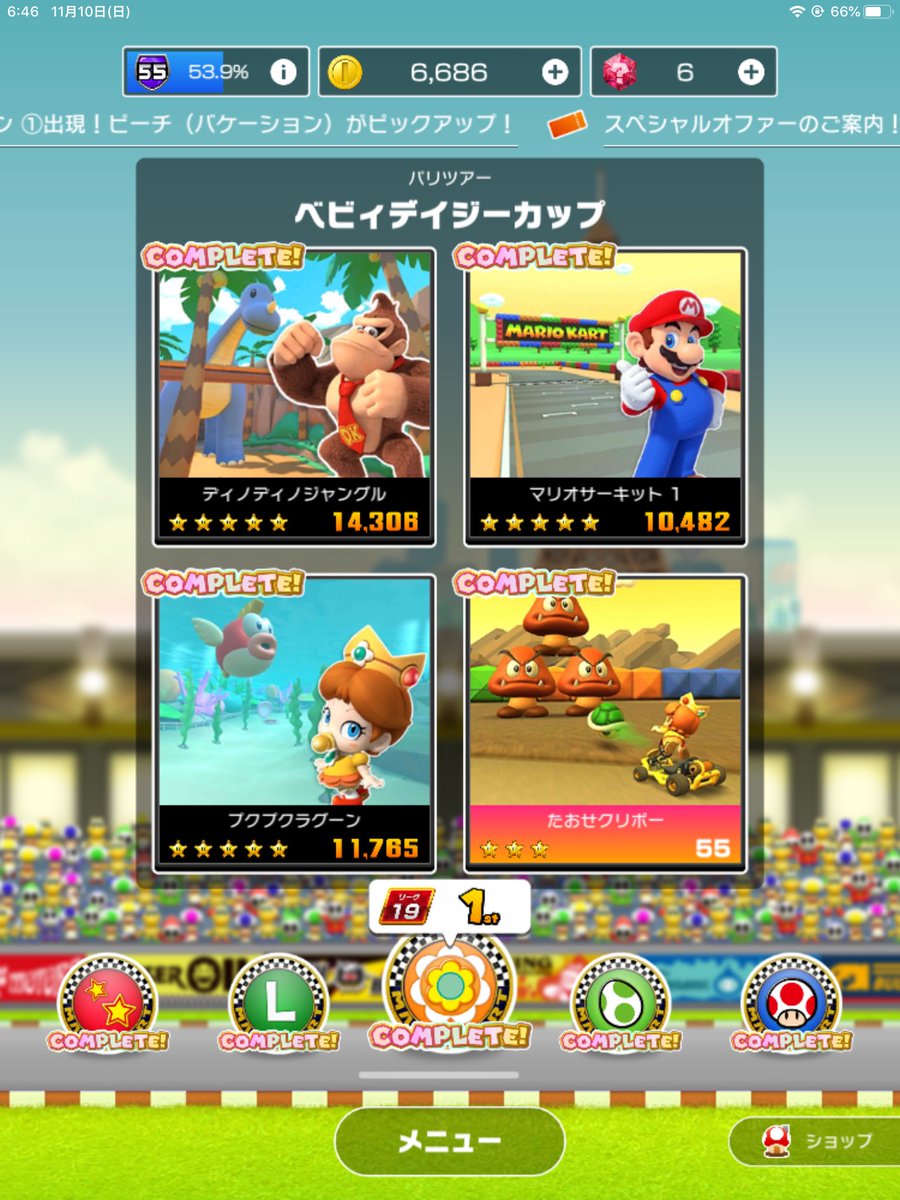 6:46 11月10日(日)
66%
55 53.9% i
6,686
6
ン ①出現！ピーチ（バケーション）がピックアップ！
スペシャルオファーのご案内！
パリツアー
ベビィデイジーカップ
COMPLETE!
COMPLETE!
MARIO KART
DK
M
ディノディノジャングル
14,306
マリオサーキット 1
10,482
COMPLETE!
COMPLETE!
プクプクラグーン
11,765
たおせクリボー
55
リーグ
19
1st
L
COMPLETE!
COMPLETE!
COMPLETE!
COMPLETE!
COMPLETE!
メニュー
ショップ